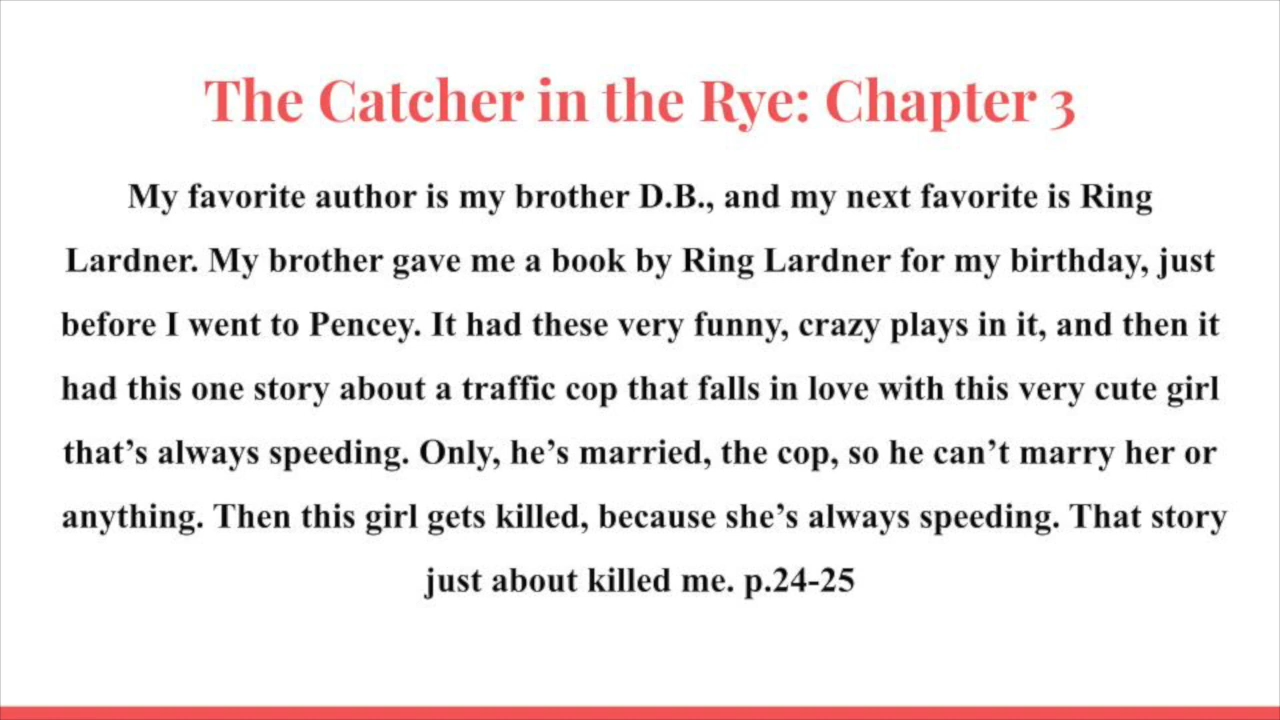 The Catcher in the Rye: Chapter 3
My favorite author is my brother D.B., and my next favorite is Ring
Lardner. My brother gave me a book by Ring Lardner for my birthday, just
before I went to Pencey. It had these very funny, crazy plays in it, and then it
had this one story about a traffic cop that falls in love with this very cute girl
that’s always speeding. Only, he’s married, the cop, so he can’t marry her or
anything. Then this girl gets killed, because she’s always speeding. That story
just about killed me. p.24-25